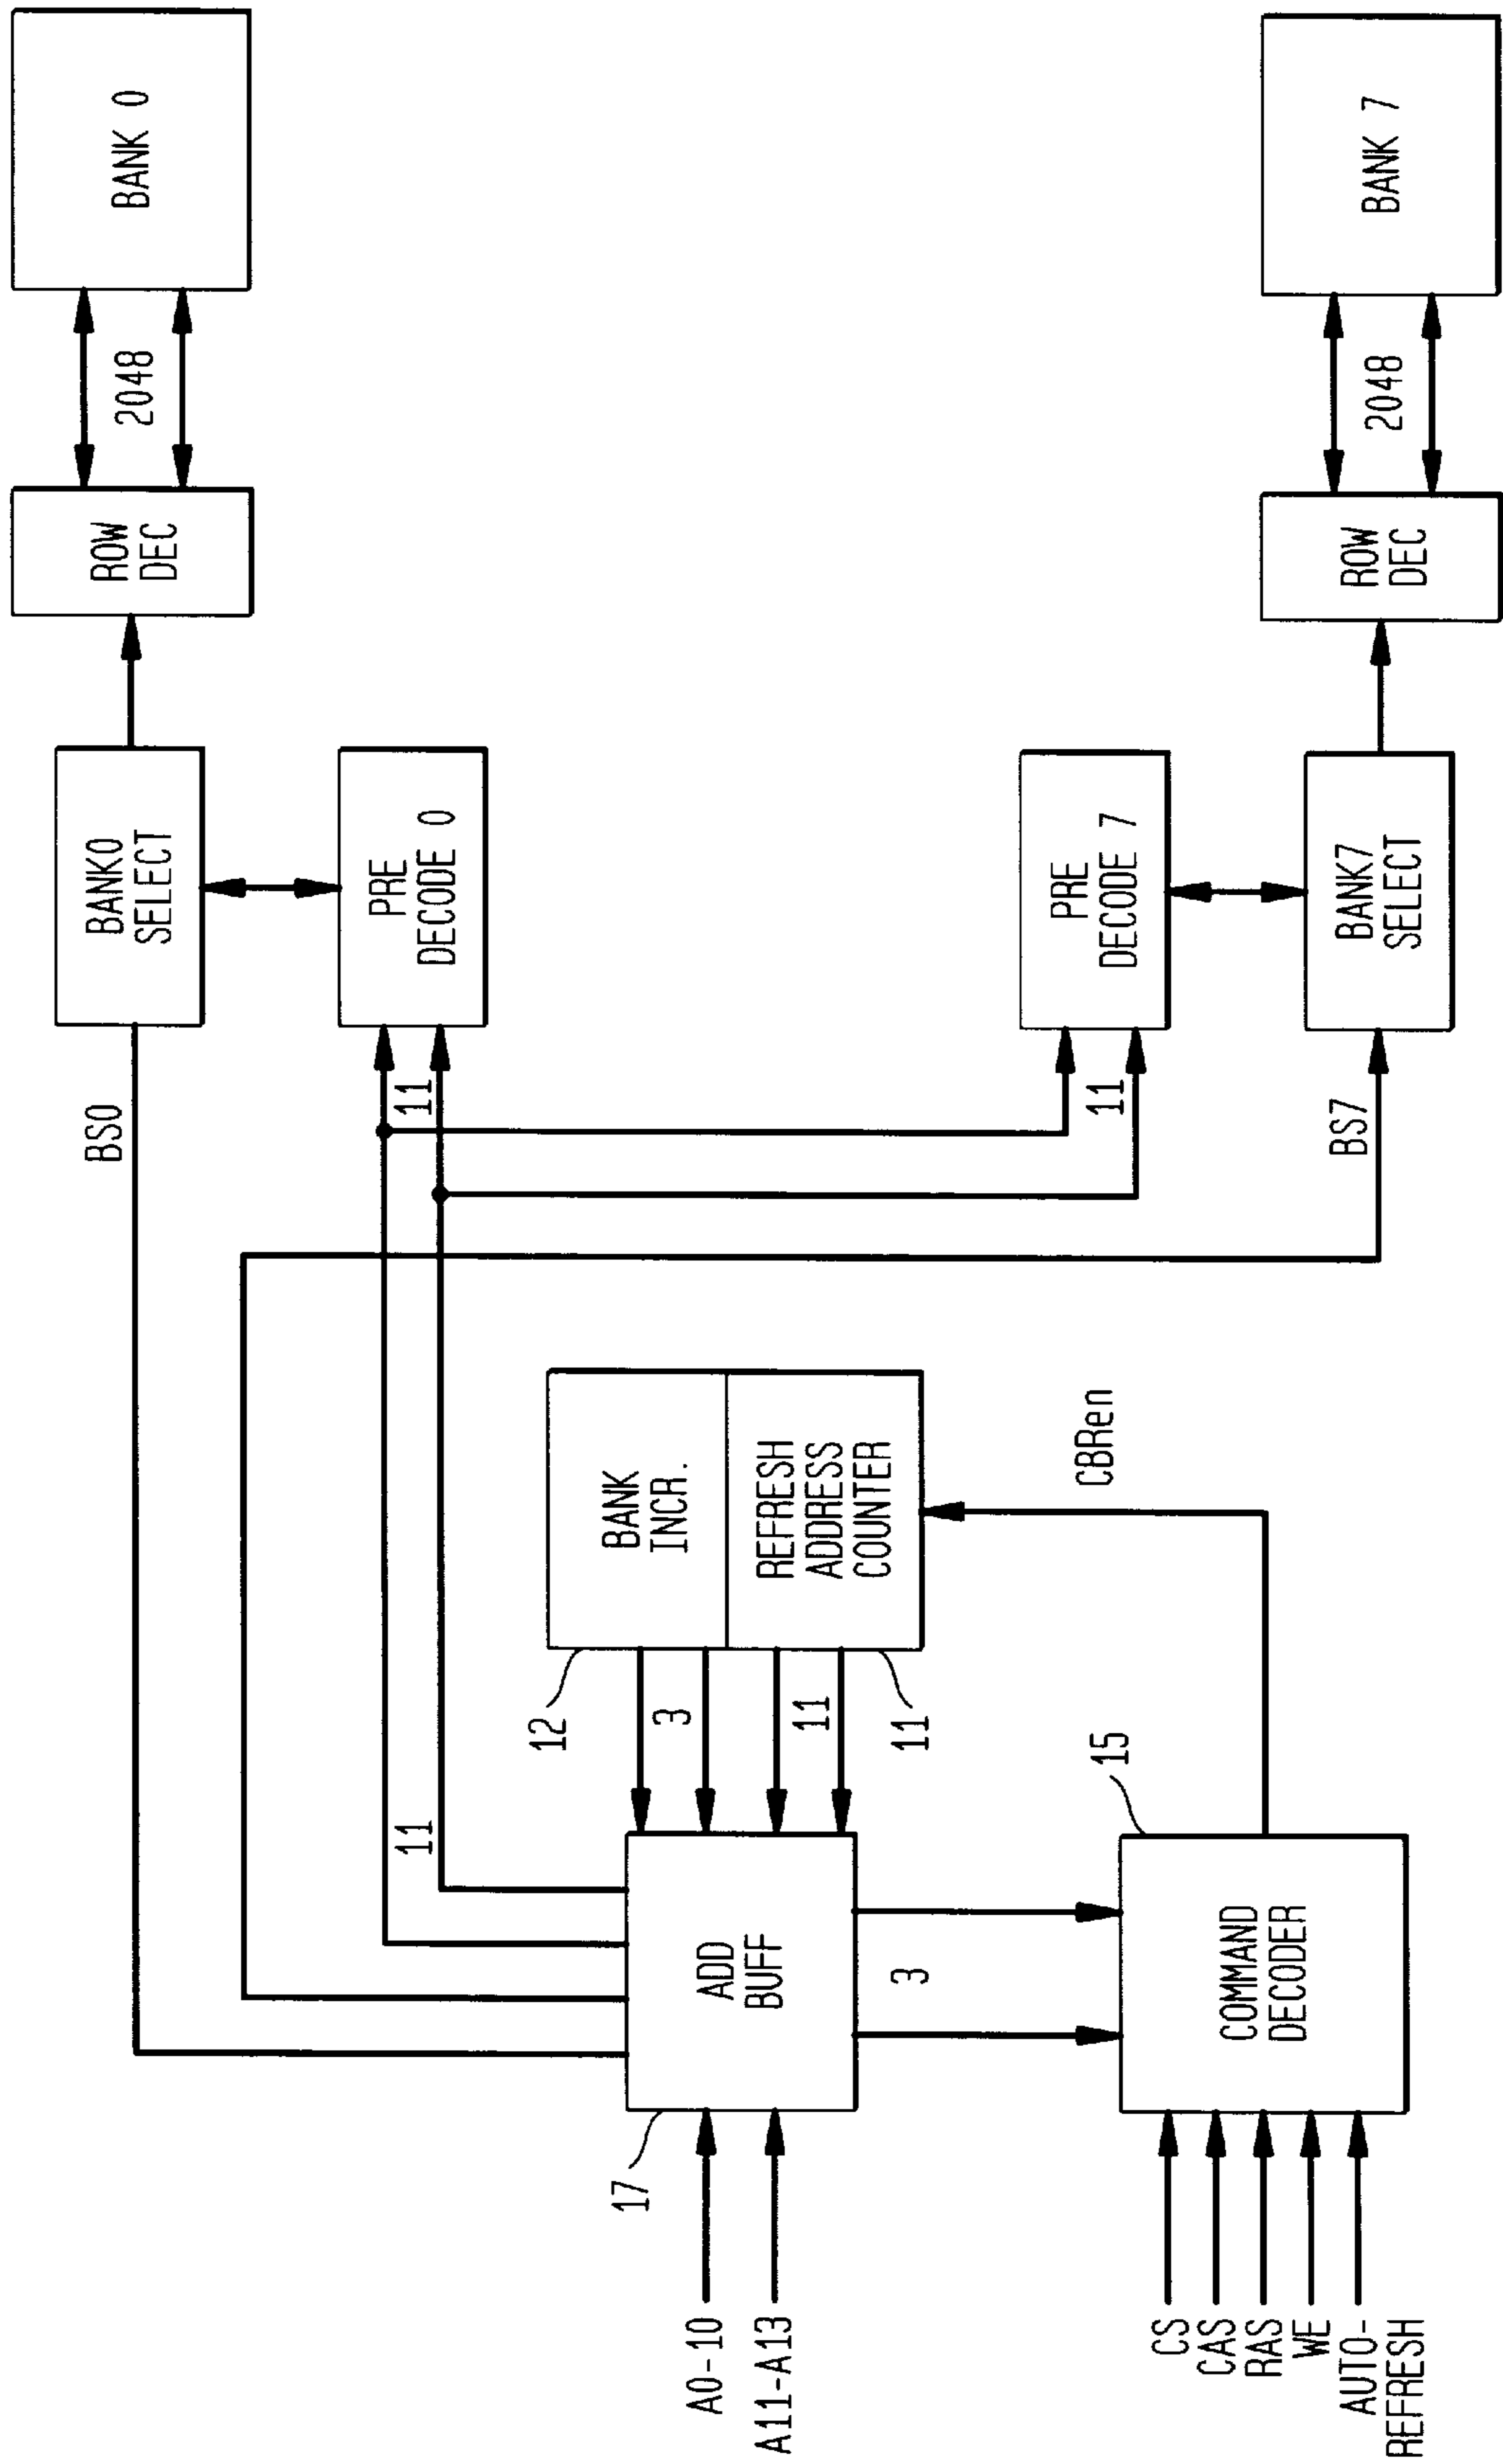 BANK 0
2048
ROW
DEC
BANK0
SELECT
PRE
DECODE 0
BS0
11
11
BANK 7
2048
ROW
DEC
PRE
DECODE 7
BANK7
SELECT
11
BS7
BANK
INCR.
REFRESH
ADDRESS
COUNTER
CBRen
12
3
11
11
15
ADD
BUFF
3
COMMAND
DECODER
17
A0-10
A11-A13
CS
CAS
RAS
WE
AUTO-
REFRESH